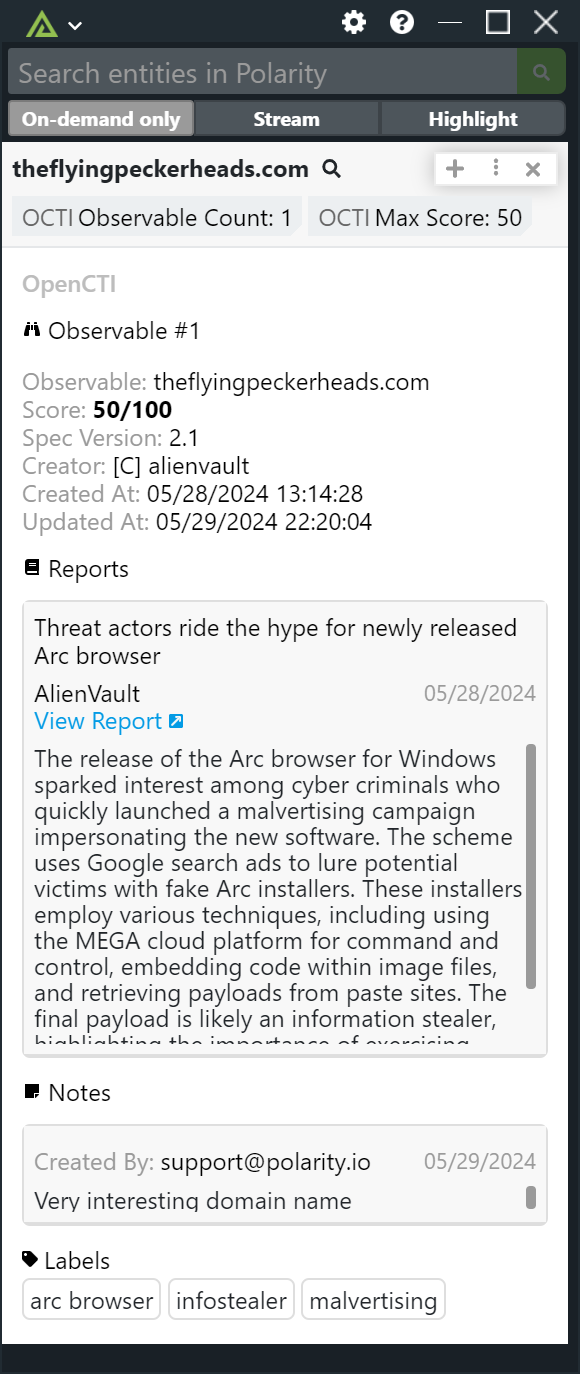 Search entities in Polarity
On-demand only Stream Highlight
theflyingpeckerheads.com
OCTI Observable Count: 1 OCTI Max Score: 50
OpenCTI
Observable #1
Observable: theflyingpeckerheads.com
Score: 50/100
Spec Version: 2.1
Creator: [C] alienvault
Created At: 05/28/2024 13:14:28
Updated At: 05/29/2024 22:20:04
Reports
Threat actors ride the hype for newly released
Arc browser
AlienVault 05/28/2024
View Report
The release of the Arc browser for Windows
sparked interest among cyber criminals who
quickly launched a malvertising campaign
impersonating the new software. The scheme
uses Google search ads to lure potential
victims with fake Arc installers. These installers
employ various techniques, including using
the MEGA cloud platform for command and
control, embedding code within image files,
and retrieving payloads from paste sites. The
final payload is likely an information stealer,
highlighting the importance of exercising
Notes
Created By: support@polarity.io 05/29/2024
Very interesting domain name
Labels
arc browser infostealer malvertising